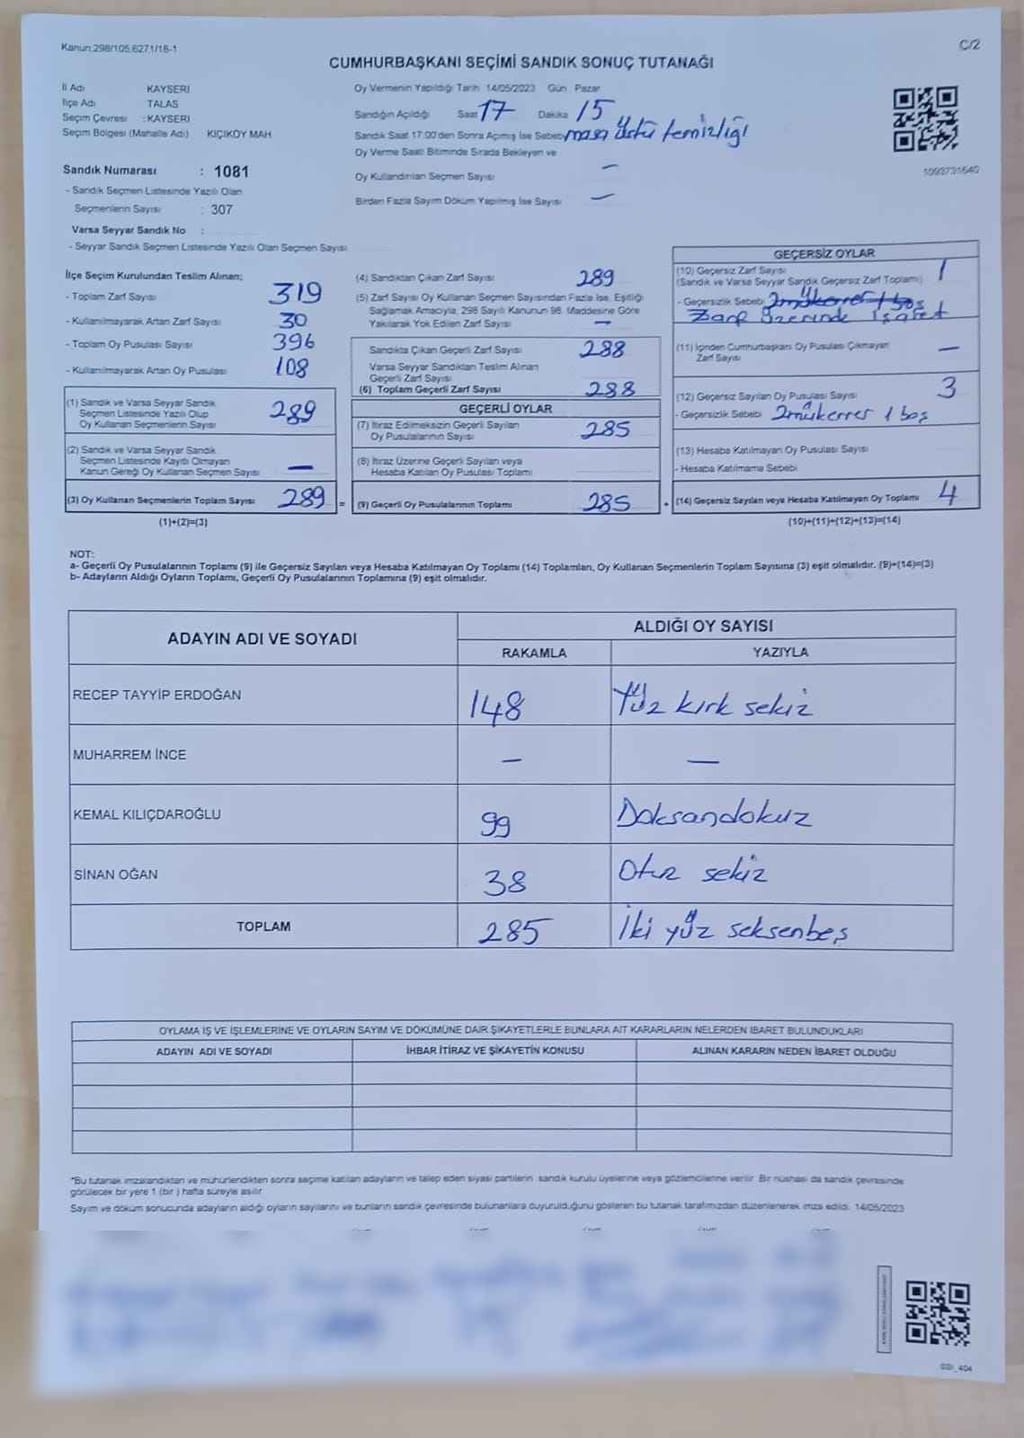 Kanun:298/105,6271/18-1
C/2
CUMHURBAŞKANI SEÇİMİ SANDIK SONUÇ TUTANAĞI
İl Adı KAYSERİ
İlçe Adı TALAS
Seçim Çevresi : KAYSERİ
Seçim Bölgesi (Mahalle Adı) KIÇIKÖY MAH
Sandık Numarası : 1081
- Sandık Seçmen Listesinde Yazılı Olan
Seçmenlerin Sayısı : 307
Varsa Seyyar Sandık No :
- Seyyar Sandık Seçmen Listesinde Yazılı Olan Seçmen Sayısı
Oy Vermenin Yapıldığı Tarih 14/05/2023 Gün Pazar
Sandığın Açıldığı Saat 17 Dakika 15
Sandık Saat 17:00'den Sonra Açılmış İse Sebebi masa üstü temizliği
Oy Verme Saati Bitiminde Sırada Bekleyen ve
Oy Kullandırılan Seçmen Sayısı —
Birden Fazla Sayım Döküm Yapılmış İse Sayısı —
1093731640
İlçe Seçim Kurulundan Teslim Alınan;
- Toplam Zarf Sayısı 319
- Kullanılmayarak Artan Zarf Sayısı 30
- Toplam Oy Pusulası Sayısı 396
- Kullanılmayarak Artan Oy Pusulası 108
(1) Sandık ve Varsa Seyyar Sandık
Seçmen Listesinde Yazılı Olup
Oy Kullanan Seçmenlerin Sayısı 289
(2) Sandık ve Varsa Seyyar Sandık
Seçmen Listesinde Kayıtlı Olmayan
Kanun Gereği Oy Kullanan Seçmen Sayısı —
(3) Oy Kullanan Seçmenlerin Toplam Sayısı 289
(1)+(2)=(3)
=
(4) Sandıktan Çıkan Zarf Sayısı 289
(5) Zarf Sayısı Oy Kullanan Seçmen Sayısından Fazla İse, Eşitliği
Sağlamak Amacıyla, 298 Sayılı Kanunun 98. Maddesine Göre
Yakılarak Yok Edilen Zarf Sayısı —
Sandıkta Çıkan Geçerli Zarf Sayısı 288
Varsa Seyyar Sandıktan Teslim Alınan
Geçerli Zarf Sayısı
(6) Toplam Geçerli Zarf Sayısı 288
GEÇERLİ OYLAR
(7) İtiraz Edilmeksizin Geçerli Sayılan
Oy Pusulalarının Sayısı 285
(8) İtiraz Üzerine Geçerli Sayılan veya
Hesaba Katılan Oy Pusulası Toplamı
(9) Geçerli Oy Pusulalarının Toplamı 285
+
GEÇERSİZ OYLAR
(10) Geçersiz Zarf Sayısı 1
(Sandık ve Varsa Seyyar Sandık Geçersiz Zarf Toplamı)
- Geçersizlik Sebebi 2mükerrer 1 boş
Zarf üzerinde işaret
(11) İçinden Cumhurbaşkanı Oy Pusulası Çıkmayan
Zarf Sayısı —
(12) Geçersiz Sayılan Oy Pusulası Sayısı 3
- Geçersizlik Sebebi 2mükerrer 1 boş
(13) Hesaba Katılmayan Oy Pusulası Sayısı
- Hesaba Katılmama Sebebi
(14) Geçersiz Sayılan veya Hesaba Katılmayan Oy Toplamı 4
(10)+(11)+(12)+(13)=(14)
NOT:
a- Geçerli Oy Pusulalarının Toplamı (9) ile Geçersiz Sayılan veya Hesaba Katılmayan Oy Toplamı (14) Toplamları, Oy Kullanan Seçmenlerin Toplam Sayısına (3) eşit olmalıdır. (9)+(14)=(3)
b- Adayların Aldığı Oyların Toplamı, Geçerli Oy Pusulalarının Toplamına (9) eşit olmalıdır.
ADAYIN ADI VE SOYADI
ALDIĞI OY SAYISI
RAKAMLA YAZIYLA
RECEP TAYYİP ERDOĞAN 148 Yüz kırk sekiz
MUHARREM İNCE — —
KEMAL KILIÇDAROĞLU 99 Doksandokuz
SİNAN OĞAN 38 Otuz sekiz
TOPLAM 285 İki yüz seksenbeş
OYLAMA İŞ VE İŞLEMLERİNE VE OYLARIN SAYIM VE DÖKÜMÜNE DAİR ŞİKAYETLERLE BUNLARA AİT KARARLARIN NELERDEN İBARET BULUNDUKLARI
ADAYIN ADI VE SOYADI İHBAR İTİRAZ VE ŞİKAYETİN KONUSU ALINAN KARARIN NEDEN İBARET OLDUĞU
*Bu tutanak imzalandıktan ve mühürlendikten sonra seçime katılan adayların ve talep eden siyasi partilerin sandık kurulu üyelerine veya gözlemcilerine verilir. Bir nüshası da sandık çevresinde
görülecek bir yere 1 (bir ) hafta süreyle asılır.
Sayım ve döküm sonucunda adayların aldığı oyların sayılarını ve bunların sandık çevresinde bulunanlara duyurulduğunu gösteren bu tutanak tarafımızdan düzenlenerek imza edildi. 14/05/2023